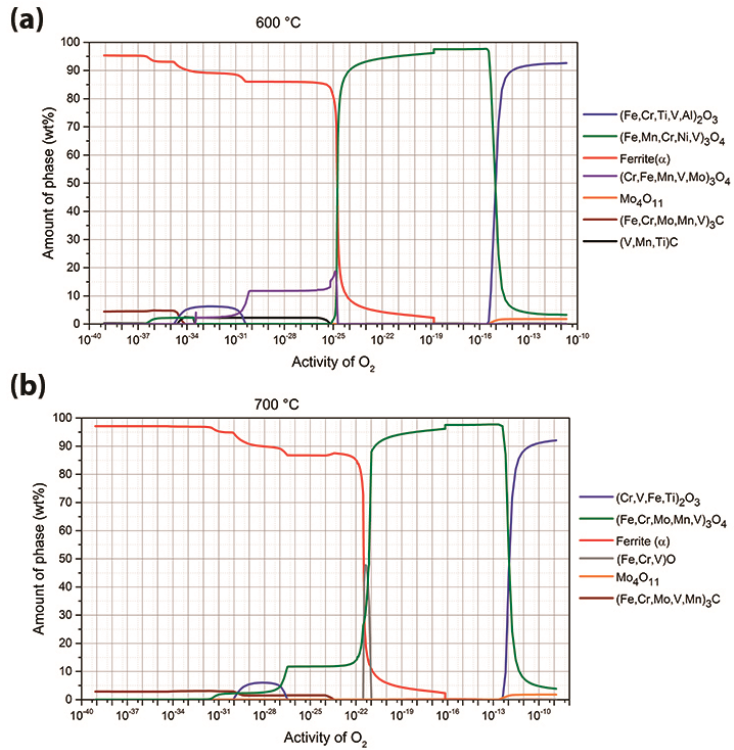 (a)
600 °C
100
90
80
70
60
50
40
30
20
10
0
Amount of phase (wt%)
10⁻⁴⁰ 10⁻³⁷ 10⁻³⁴ 10⁻³¹ 10⁻²⁸ 10⁻²⁵ 10⁻²² 10⁻¹⁹ 10⁻¹⁶ 10⁻¹³ 10⁻¹⁰
Activity of O₂
(Fe,Cr,Ti,V,Al)₂O₃
(Fe,Mn,Cr,Ni,V)₃O₄
Ferrite(α)
(Cr,Fe,Mn,V,Mo)₃O₄
Mo₄O₁₁
(Fe,Cr,Mo,Mn,V)₃C
(V,Mn,Ti)C
(b)
700 °C
100
90
80
70
60
50
40
30
20
10
0
Amount of phase (wt%)
10⁻⁴⁰ 10⁻³⁷ 10⁻³⁴ 10⁻³¹ 10⁻²⁸ 10⁻²⁵ 10⁻²² 10⁻¹⁹ 10⁻¹⁶ 10⁻¹³ 10⁻¹⁰
Activity of O₂
(Cr,V,Fe,Ti)₂O₃
(Fe,Cr,Mo,Mn,V)₃O₄
Ferrite (α)
(Fe,Cr,V)O
Mo₄O₁₁
(Fe,Cr,Mo,V,Mn)₃C